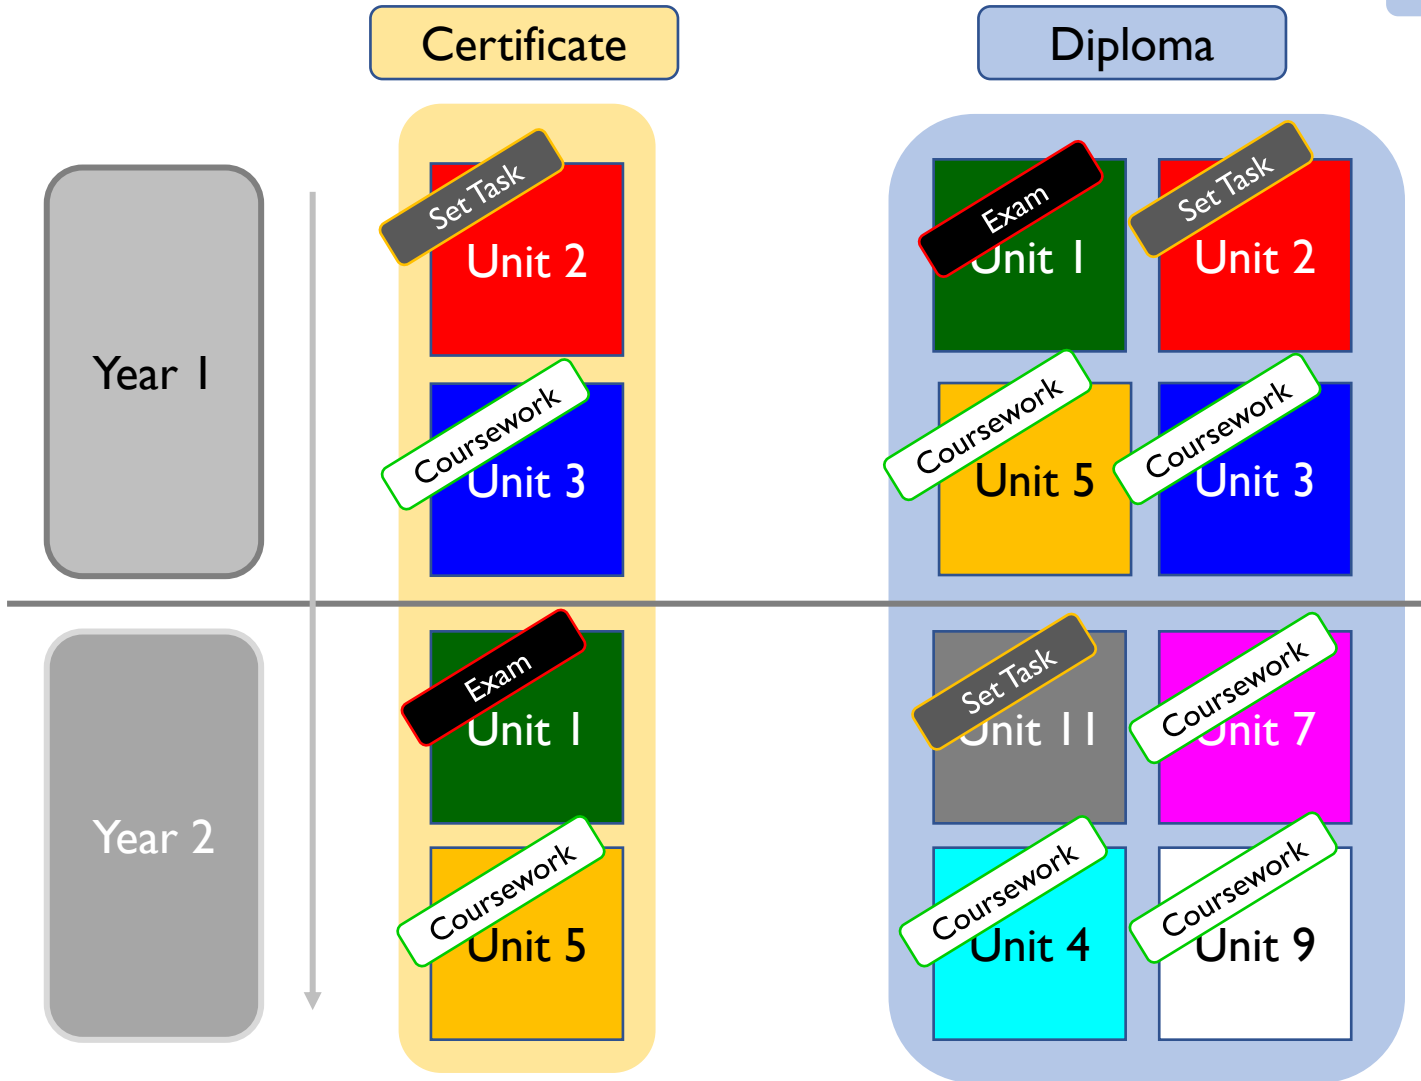 Certificate
Diploma
Year 1
Set Task
Unit 2
Coursework
Unit 3
Exam
Unit 1
Set Task
Unit 2
Coursework
Unit 5
Coursework
Unit 3
Year 2
Exam
Unit 1
Coursework
Unit 5
Set Task
Unit 11
Coursework
Unit 7
Coursework
Unit 4
Coursework
Unit 9